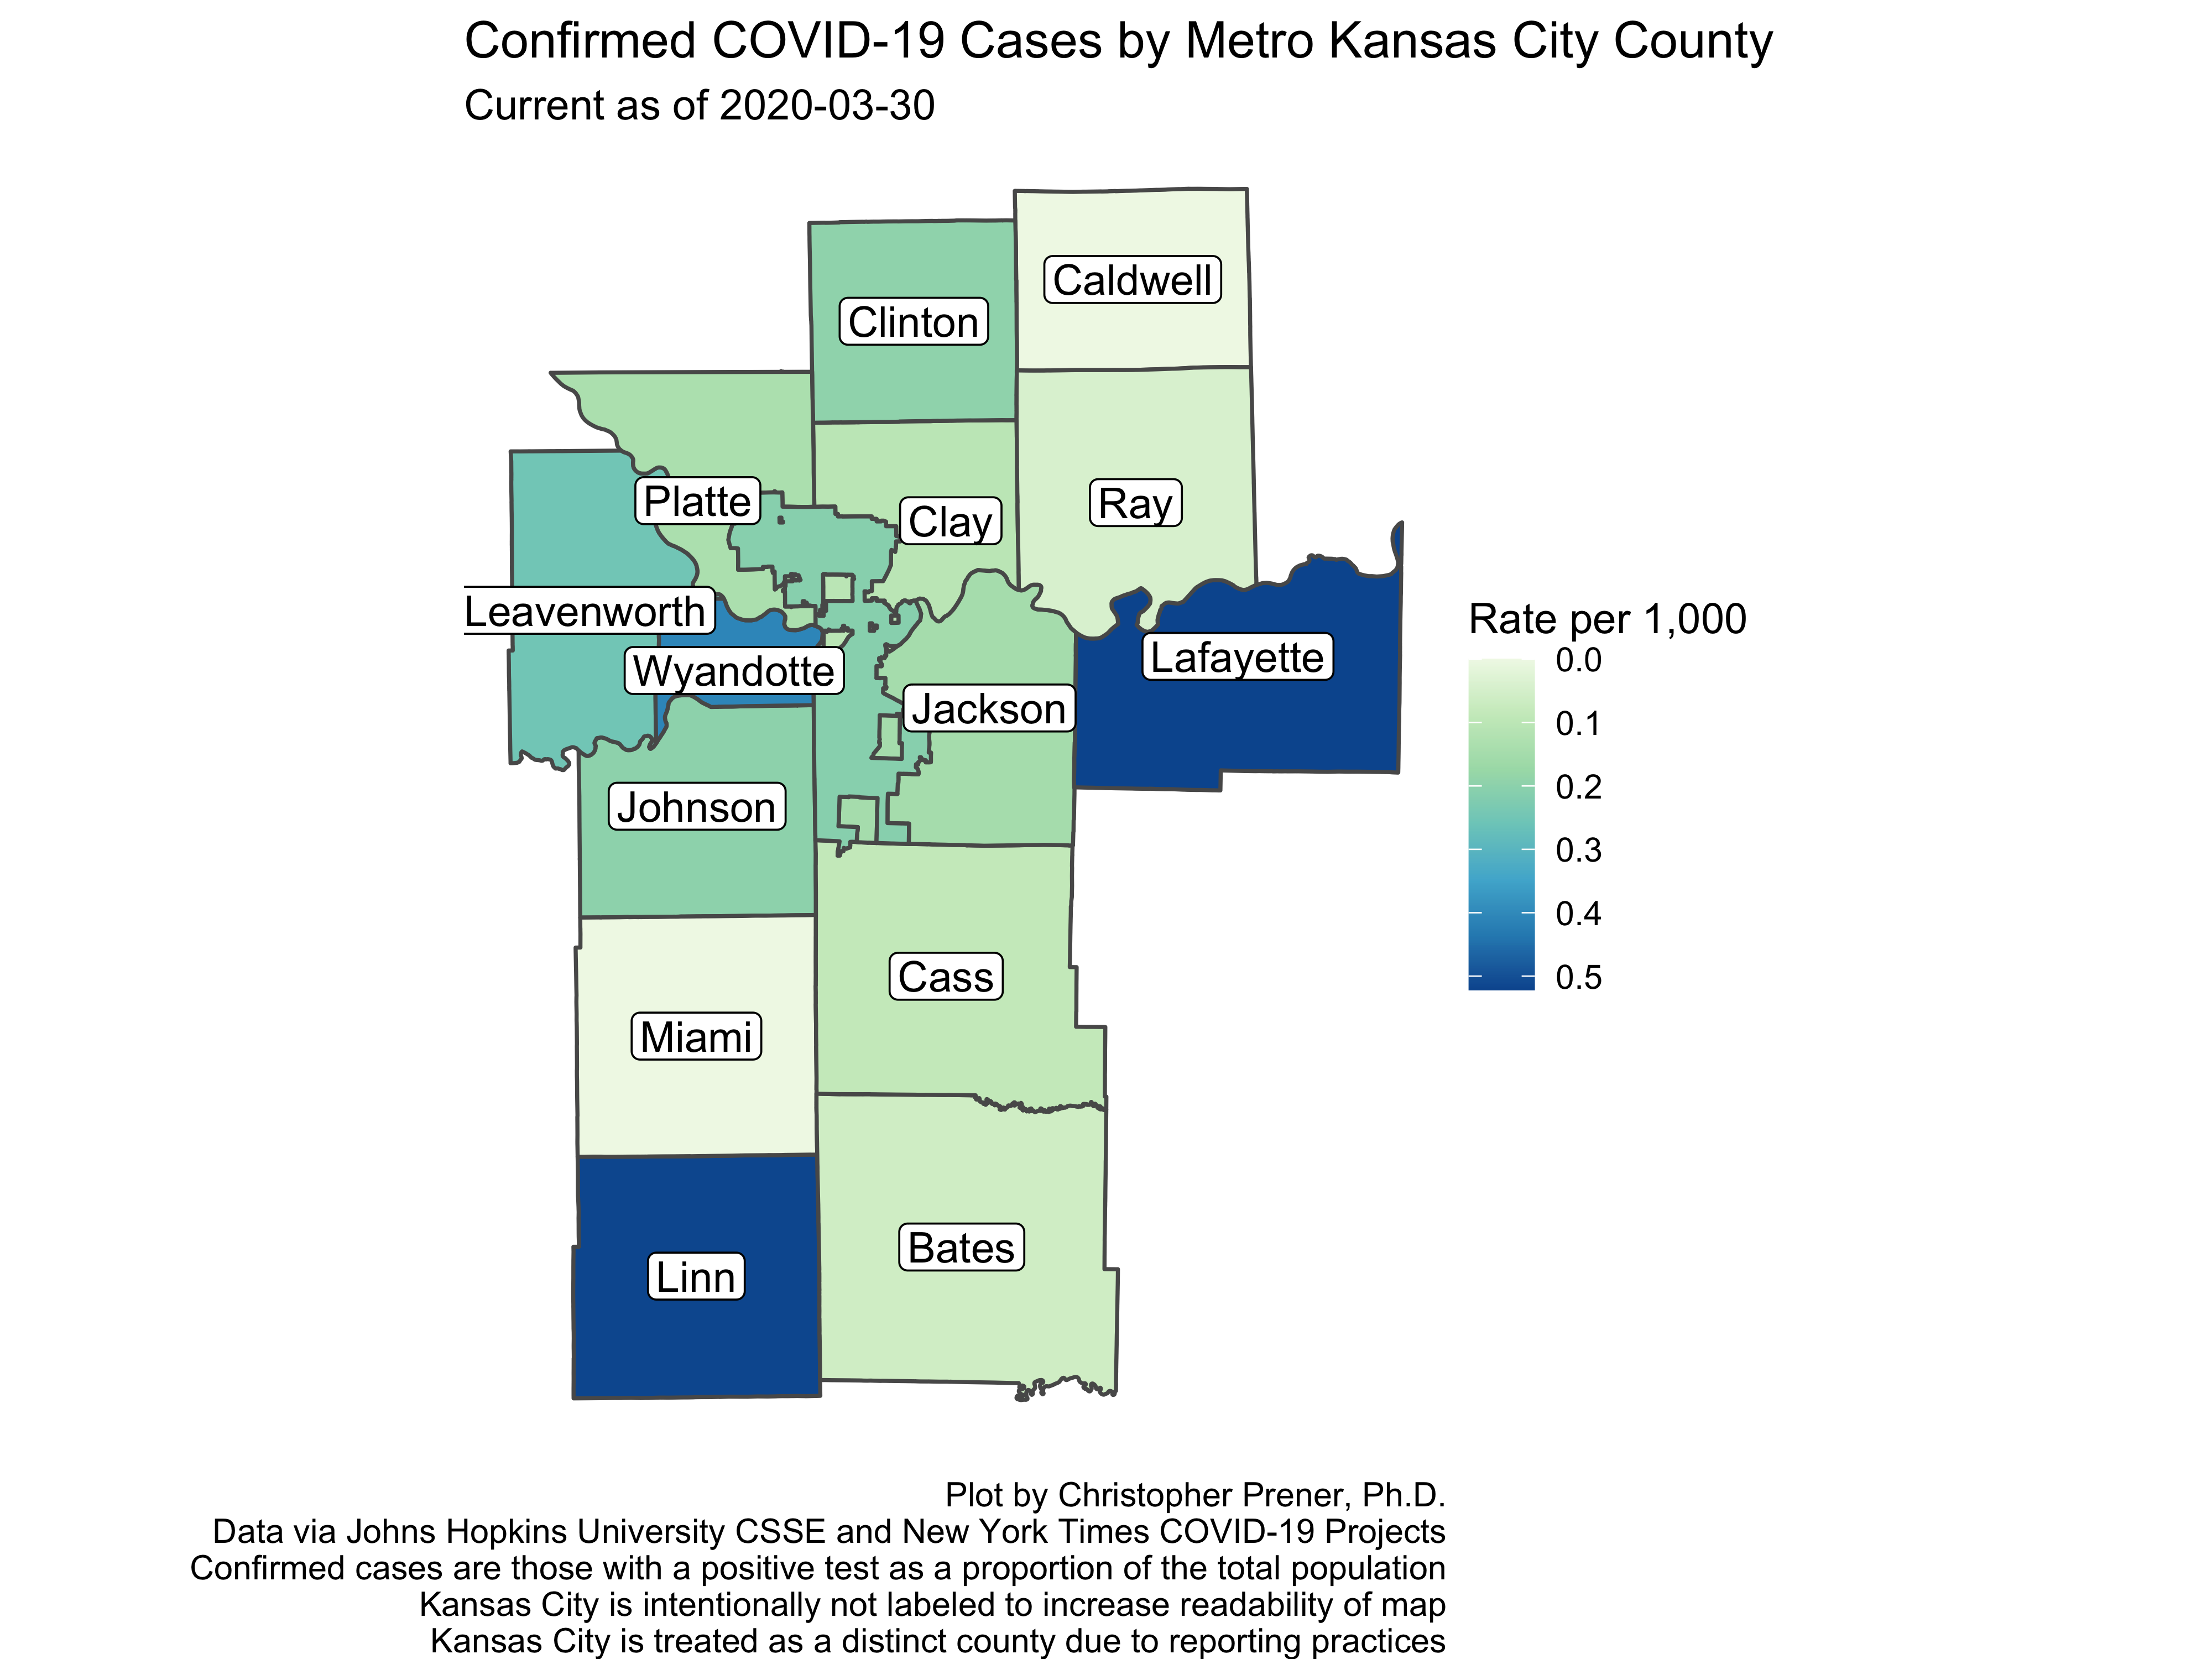 Confirmed COVID-19 Cases by Metro Kansas City County
Current as of 2020-03-30
Caldwell
Clinton
Platte
Clay
Ray
Leavenworth
Wyandotte
Lafayette
Jackson
Johnson
Cass
Miami
Bates
Linn
Rate per 1,000
0.0
0.1
0.2
0.3
0.4
0.5
Plot by Christopher Prener, Ph.D.
Data via Johns Hopkins University CSSE and New York Times COVID-19 Projects
Confirmed cases are those with a positive test as a proportion of the total population
Kansas City is intentionally not labeled to increase readability of map
Kansas City is treated as a distinct county due to reporting practices